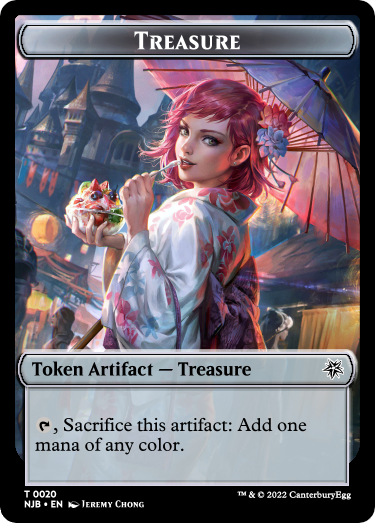 Treasure
Token Artifact — Treasure
, Sacrifice this artifact: Add one
mana of any color.
T 0020
NJB • EN Jeremy Chong
™ & © 2022 CanterburyEgg